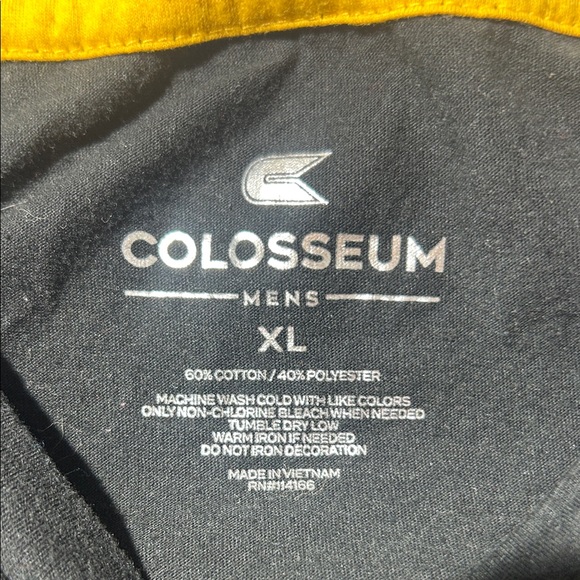 COLOSSEUM
MENS
XL
60% COTTON / 40% POLYESTER
MACHINE WASH COLD WITH LIKE COLORS
ONLY NON-CHLORINE BLEACH WHEN NEEDED
TUMBLE DRY LOW
WARM IRON IF NEEDED
DO NOT IRON DECORATION
MADE IN VIETNAM
RN#114166